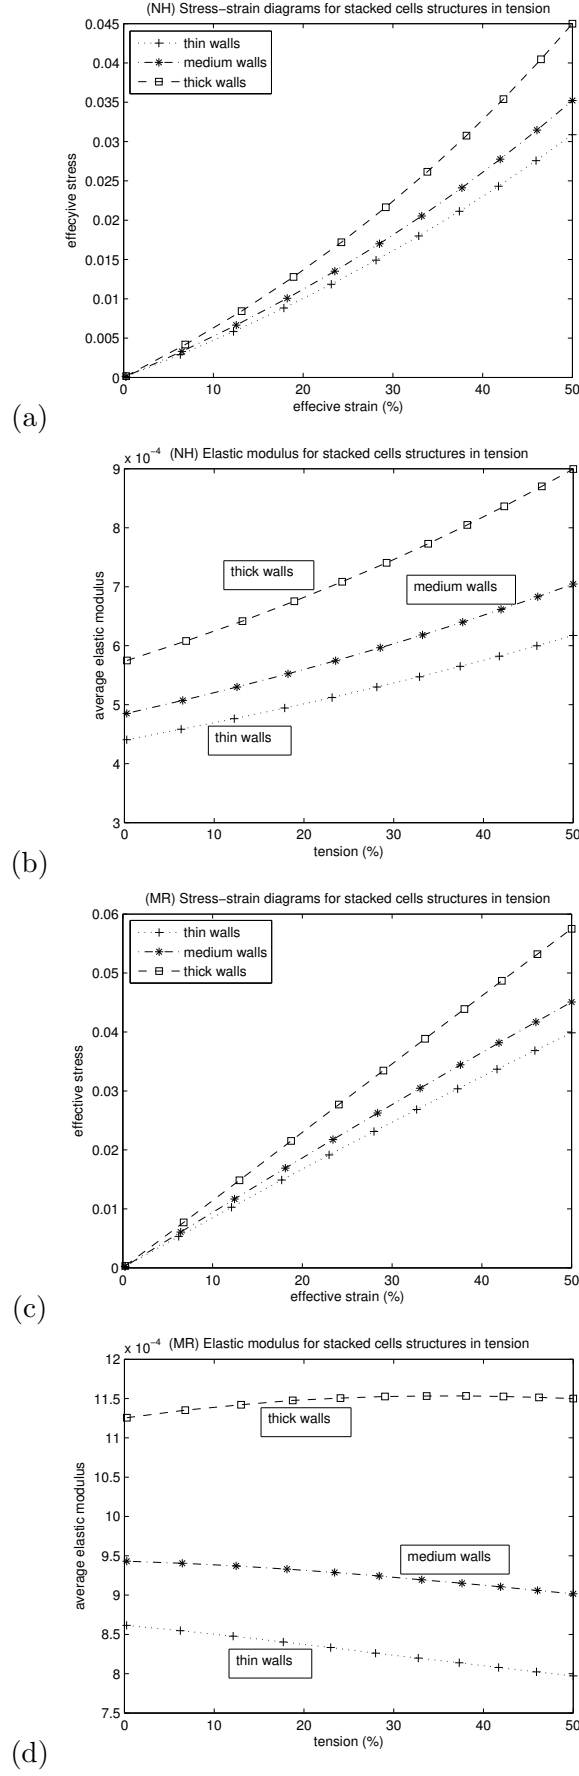 (NH) Stress−strain diagrams for stacked cells structures in tension
0.045
0.04
0.035
0.03
0.025
0.02
0.015
0.01
0.005
0
effecyive stress
thin walls
medium walls
thick walls
0 10 20 30 40 50
effecive strain (%)
(a)
x 10−4 (NH) Elastic modulus for stacked cells structures in tension
9
8
7
6
5
4
3
average elastic modulus
thick walls
medium walls
thin walls
0 10 20 30 40 50
tension (%)
(b)
(MR) Stress−strain diagrams for stacked cells structures in tension
0.06
0.05
0.04
0.03
0.02
0.01
0
effective stress
thin walls
medium walls
thick walls
0 10 20 30 40 50
effective strain (%)
(c)
x 10−4 (MR) Elastic modulus for stacked cells structures in tension
12
11.5
11
10.5
10
9.5
9
8.5
8
7.5
average elastic modulus
thick walls
medium walls
thin walls
0 10 20 30 40 50
tension (%)
(d)